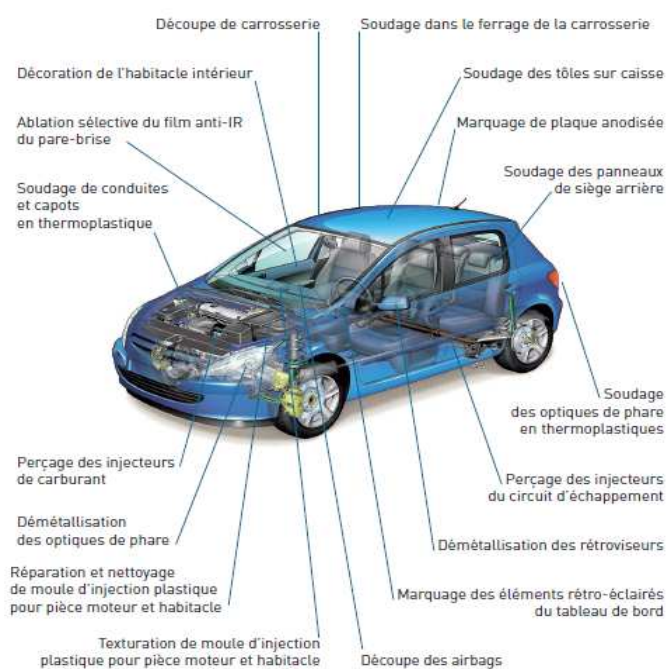 Découpe de carrosserie
Soudage dans le ferrage de la carrosserie
Décoration de l'habitacle intérieur
Soudage des tôles sur caisse
Ablation sélective du film anti-IR
du pare-brise
Marquage de plaque anodisée
Soudage de conduites
et capots
en thermoplastique
Soudage des panneaux
de siège arrière
Soudage
des optiques de phare
en thermoplastiques
Perçage des injecteurs
de carburant
Perçage des injecteurs
du circuit d'échappement
Démétallisation
des optiques de phare
Démétallisation des rétroviseurs
Réparation et nettoyage
de moule d'injection plastique
pour pièce moteur et habitacle
Marquage des éléments rétro-éclairés
du tableau de bord
Texturation de moule d'injection
plastique pour pièce moteur et habitacle
Découpe des airbags